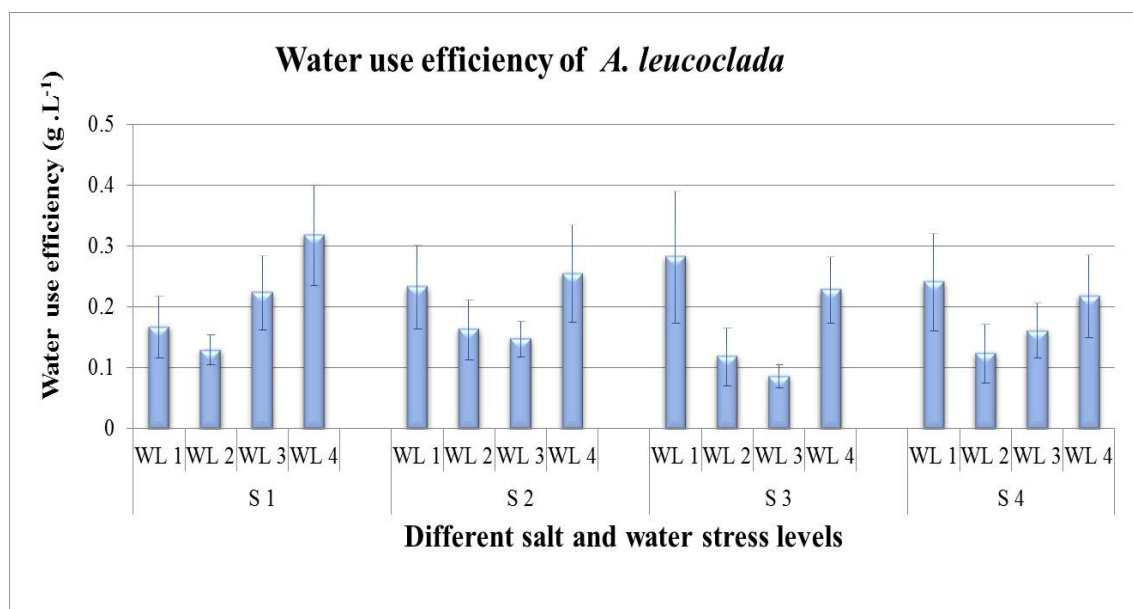 Water use efficiency of A. leucoclada
Water use efficiency (g .L-1)
0.5
0.4
0.3
0.2
0.1
0
WL 1 WL 2 WL 3 WL 4 WL 1 WL 2 WL 3 WL 4 WL 1 WL 2 WL 3 WL 4 WL 1 WL 2 WL 3 WL 4
S 1 S 2 S 3 S 4
Different salt and water stress levels